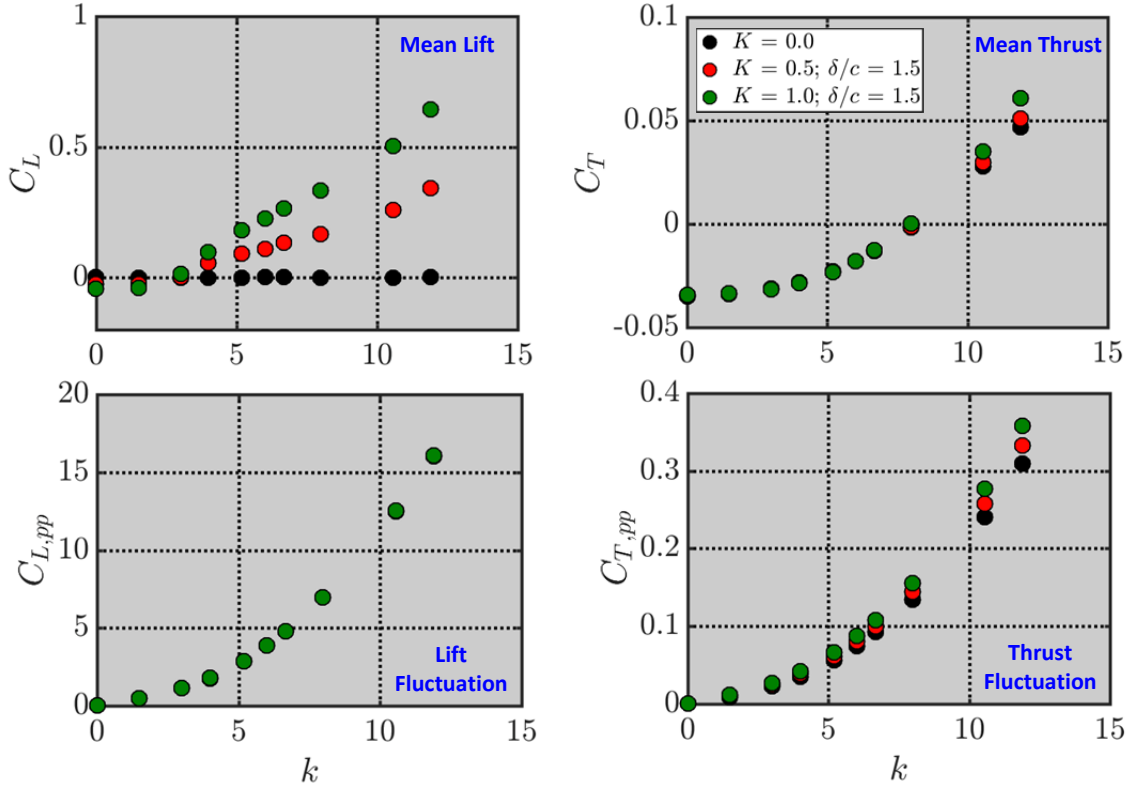 1
0.5
0
C_L
Mean Lift
0 5 10 15
0.1
0.05
0
-0.05
C_T
K = 0.0
K = 0.5; δ/c = 1.5
K = 1.0; δ/c = 1.5
Mean Thrust
0 5 10 15
20
15
10
5
0
C_{L,pp}
Lift
Fluctuation
0 5 10 15
k
0.4
0.3
0.2
0.1
0
C_{T,pp}
Thrust
Fluctuation
0 5 10 15
k